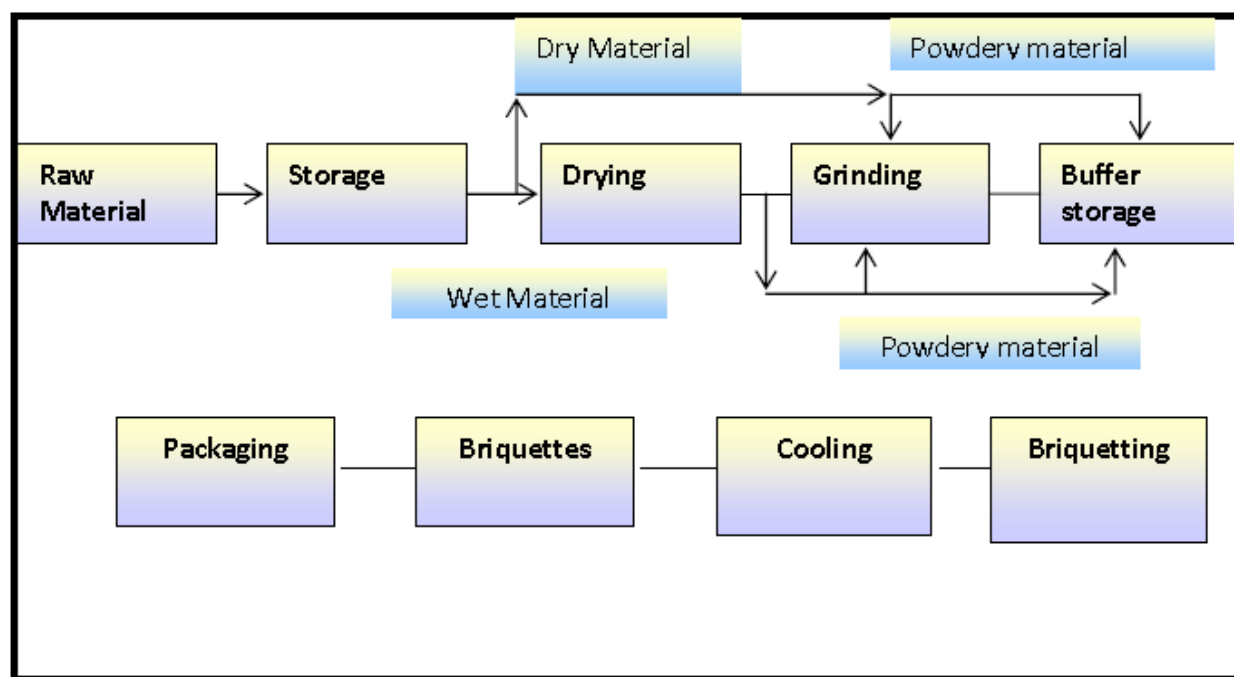 Dry Material
Powdery material
Raw
Material
Storage
Drying
Grinding
Buffer
storage
Wet Material
Powdery material
Packaging
Briquettes
Cooling
Briquetting